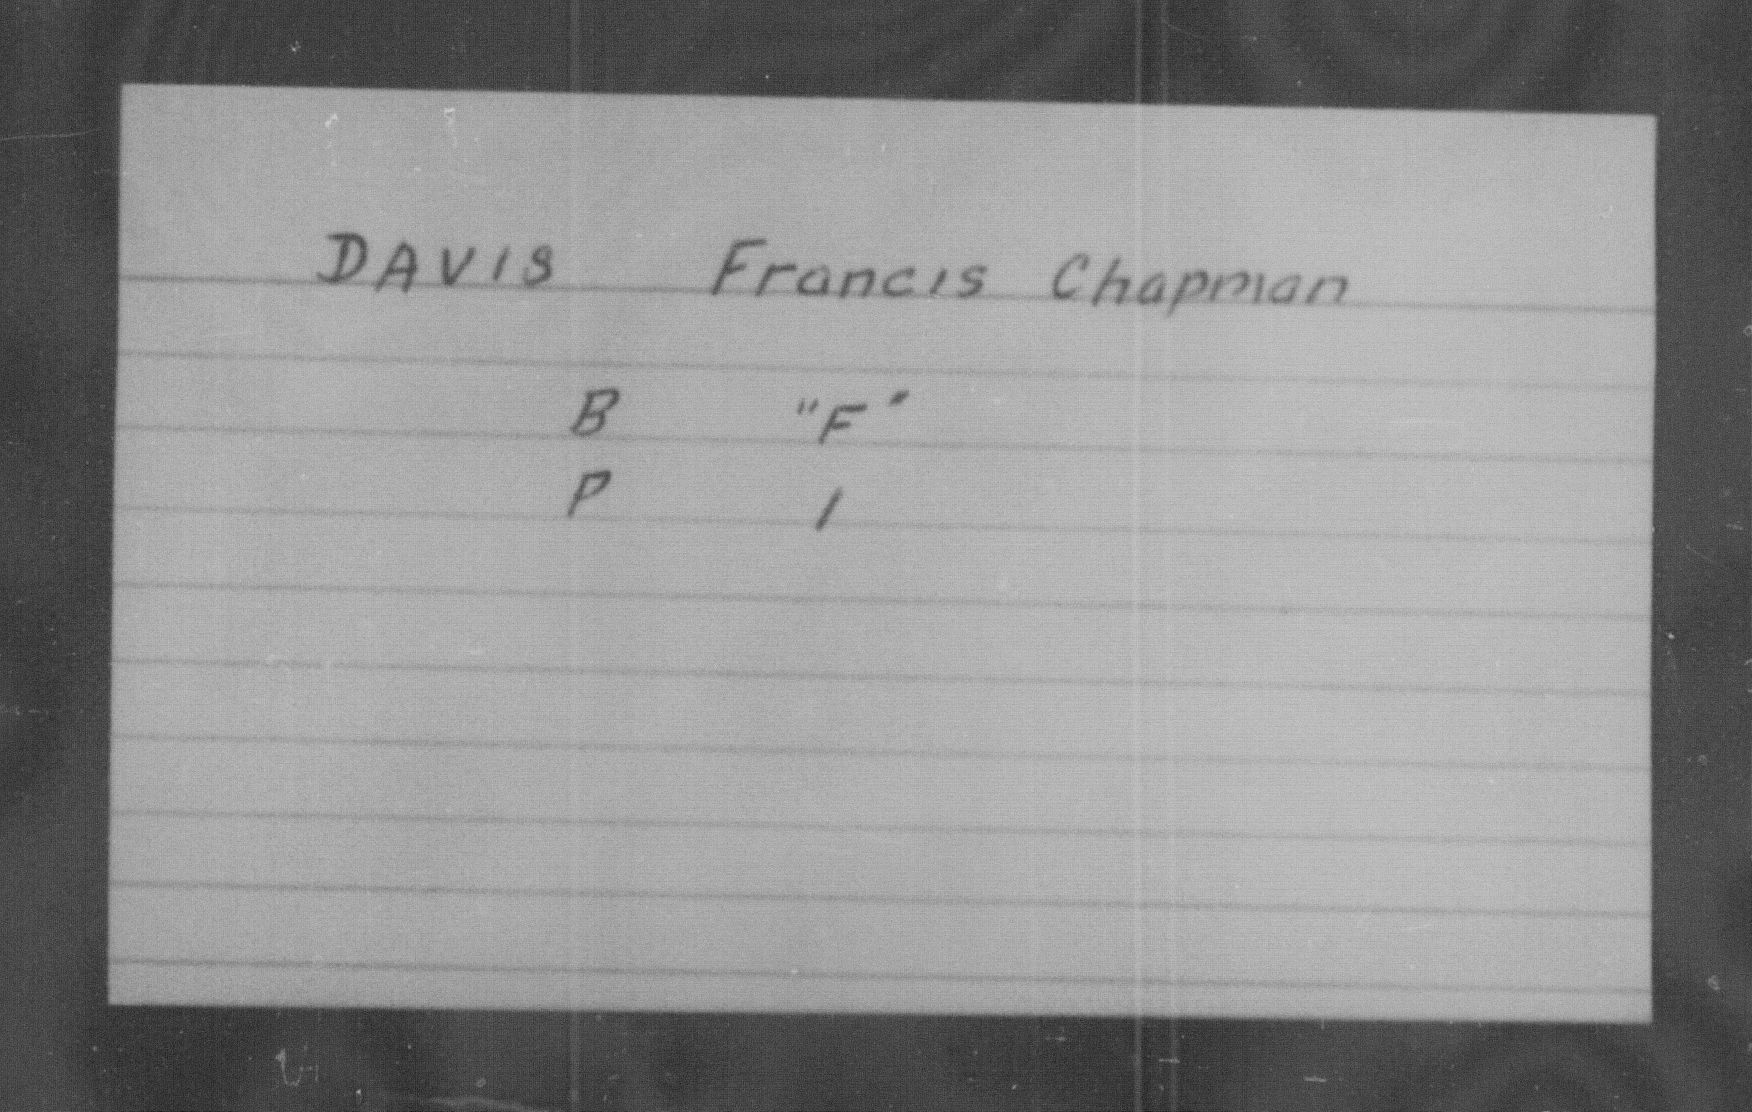 DAVIS Francis Chapman
B "F"
P 1